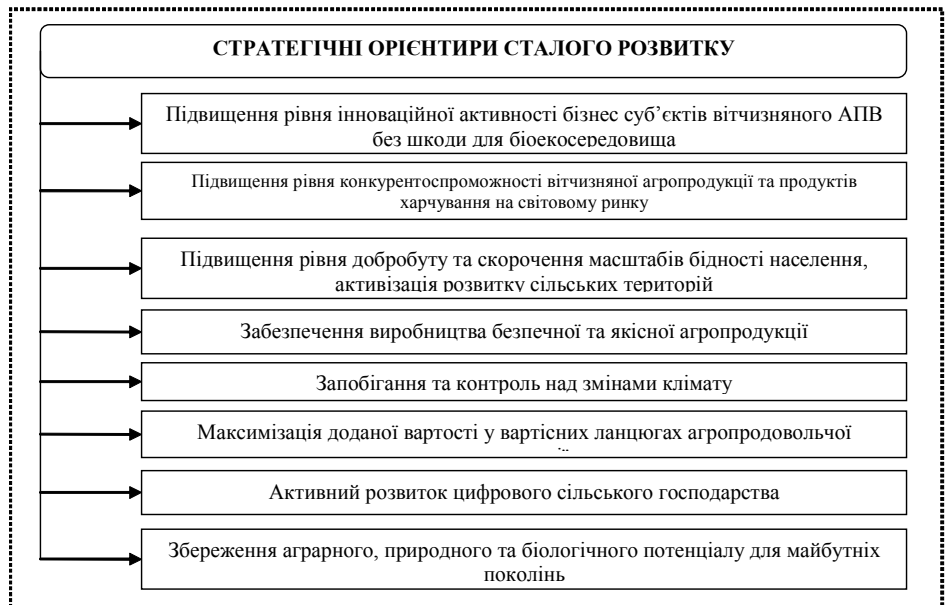 СТРАТЕГІЧНІ ОРІЄНТИРИ СТАЛОГО РОЗВИТКУ
Підвищення рівня інноваційної активності бізнес суб’єктів вітчизняного АПВ
без шкоди для біоекосередовища
Підвищення рівня конкурентоспроможності вітчизняної агропродукції та продуктів
харчування на світовому ринку
Підвищення рівня добробуту та скорочення масштабів бідності населення,
активізація розвитку сільських територій
Забезпечення виробництва безпечної та якісної агропродукції
Запобігання та контроль над змінами клімату
Максимізація доданої вартості у вартісних ланцюгах агропродовольчої
Активний розвиток цифрового сільського господарства
Збереження аграрного, природного та біологічного потенціалу для майбутніх
поколінь